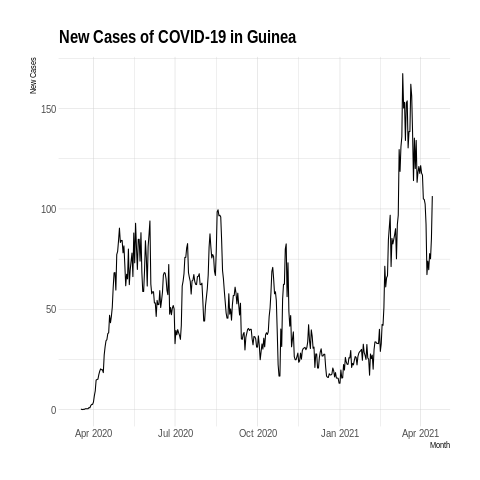 New Cases of COVID-19 in Guinea
New Cases
150
100
50
0
Apr 2020 Jul 2020 Oct 2020 Jan 2021 Apr 2021
Month